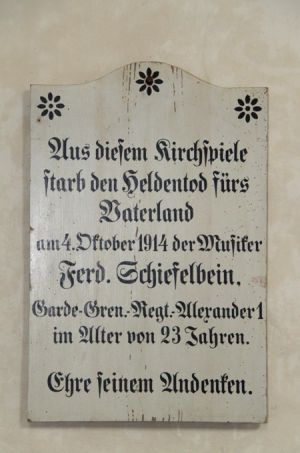 Aus diesem Kirchspiele
starb den Heldentod fürs
Vaterland
am 4. Oktober 1914 der Musiker
Ferd. Schiefelbein.
Garde-Gren.-Regt.-Alexander 1
im Alter von 23 Jahren.
Ehre seinem Andenken.